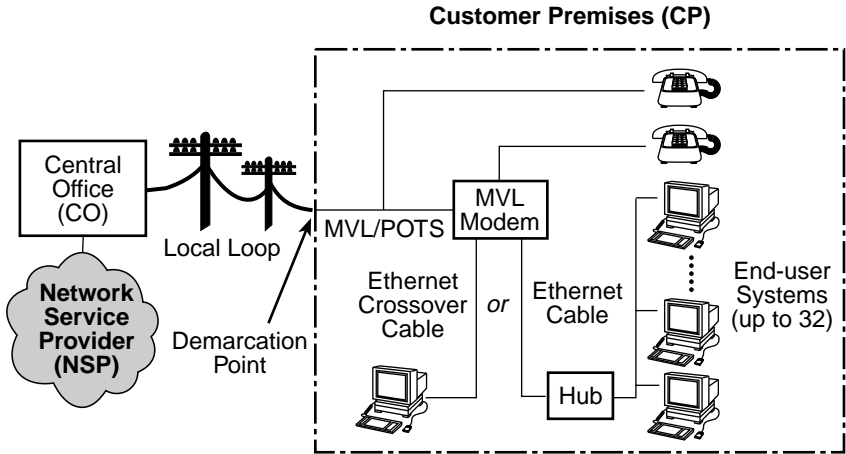 Customer Premises (CP)
Central
Office
(CO)
Local Loop
MVL/POTS
MVL
Modem
Network
Service
Provider
(NSP)
Demarcation
Point
Ethernet
Crossover
Cable
or
Ethernet
Cable
Hub
End-user
Systems
(up to 32)